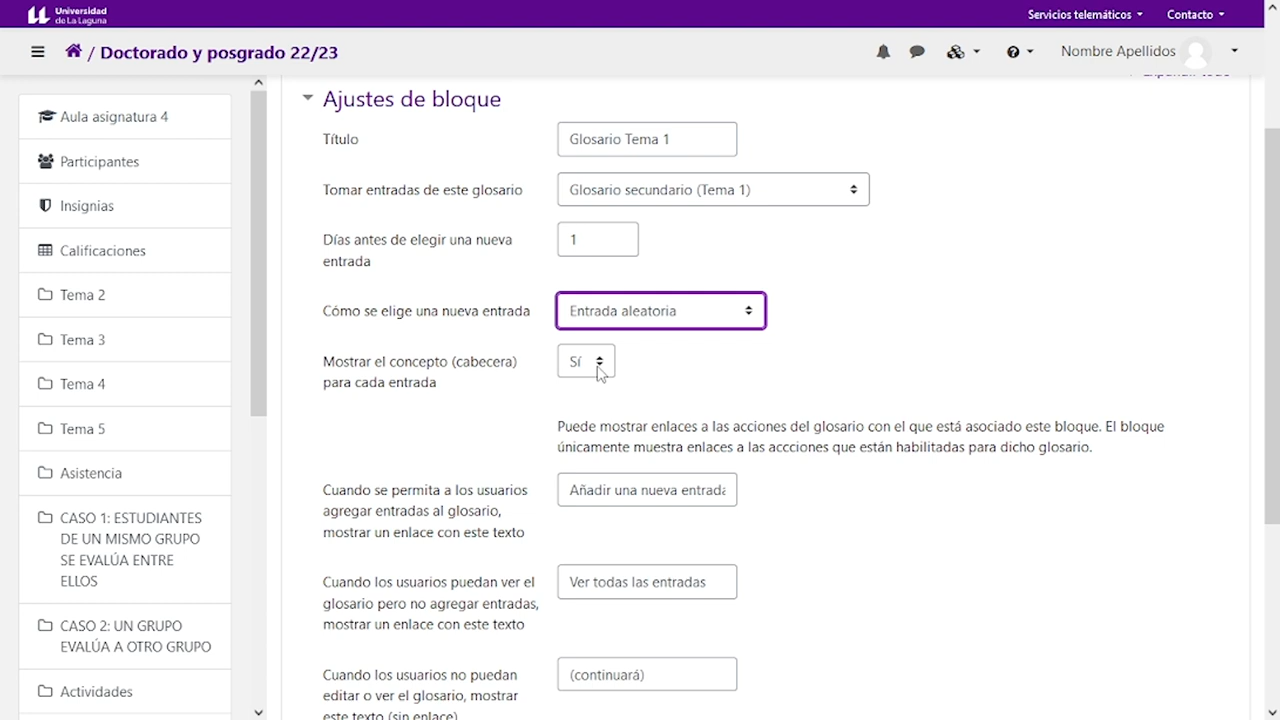 Universidad
de La Laguna
Servicios telemáticos
Contacto
/ Doctorado y posgrado 22/23
Nombre Apellidos
Expandir todo
Aula asignatura 4
Participantes
Insignias
Calificaciones
Tema 2
Tema 3
Tema 4
Tema 5
Asistencia
CASO 1: ESTUDIANTES
DE UN MISMO GRUPO
SE EVALÚA ENTRE
ELLOS
CASO 2: UN GRUPO
EVALÚA A OTRO GRUPO
Actividades
Ajustes de bloque
Título
Glosario Tema 1
Tomar entradas de este glosario
Glosario secundario (Tema 1)
Días antes de elegir una nueva
entrada
1
Cómo se elige una nueva entrada
Entrada aleatoria
Mostrar el concepto (cabecera)
para cada entrada
Sí
Puede mostrar enlaces a las acciones del glosario con el que está asociado este bloque. El bloque
únicamente muestra enlaces a las accciones que están habilitadas para dicho glosario.
Cuando se permita a los usuarios
agregar entradas al glosario,
mostrar un enlace con este texto
Añadir una nueva entrada
Cuando los usuarios puedan ver el
glosario pero no agregar entradas,
mostrar un enlace con este texto
Ver todas las entradas
Cuando los usuarios no puedan
editar o ver el glosario, mostrar
este texto (sin enlace)
(continuará)